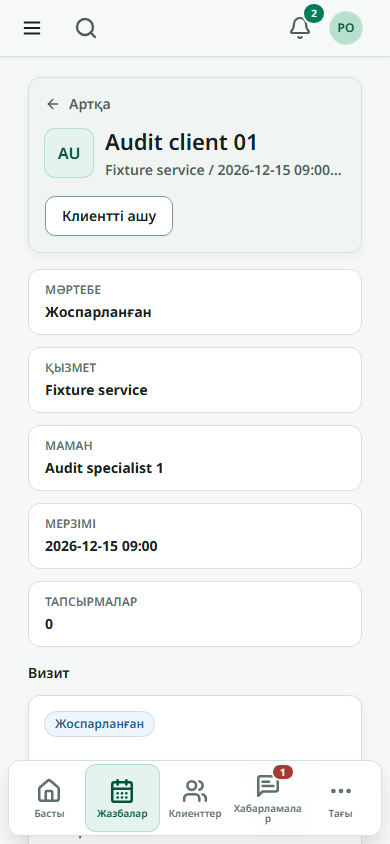 2
PO
Артқа
AU
Audit client 01
Fixture service / 2026-12-15 09:00...
Клиентті ашу
МӘРТЕБЕ
Жоспарланған
ҚЫЗМЕТ
Fixture service
МАМАН
Audit specialist 1
МЕРЗІМІ
2026-12-15 09:00
ТАПСЫРМАЛАР
0
Визит
Жоспарланған
1
Басты
Жазбалар
Клиенттер
Хабарламала
р
Тағы